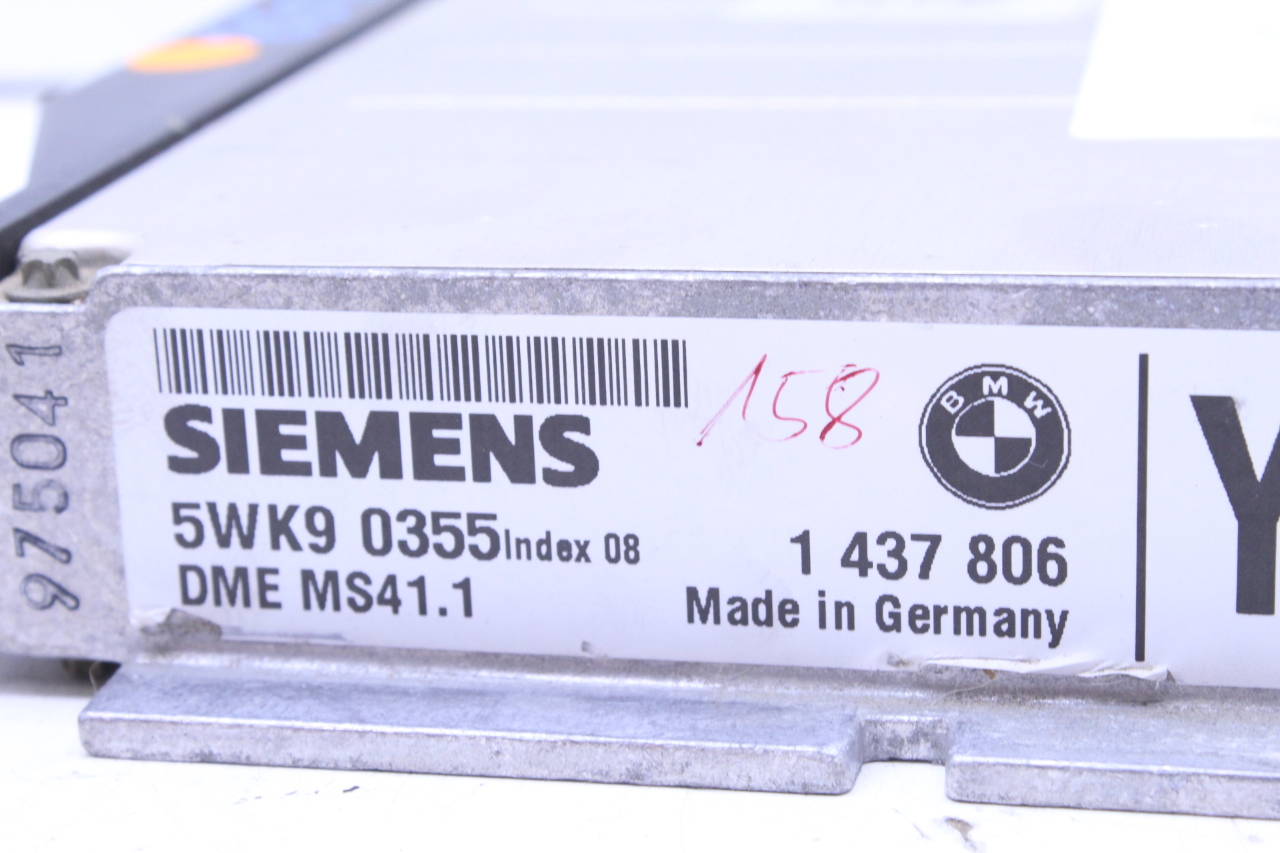 975041
SIEMENS
158
BMW
5WK9 0355 Index 08
1 437 806
DME MS41.1
Made in Germany
Y